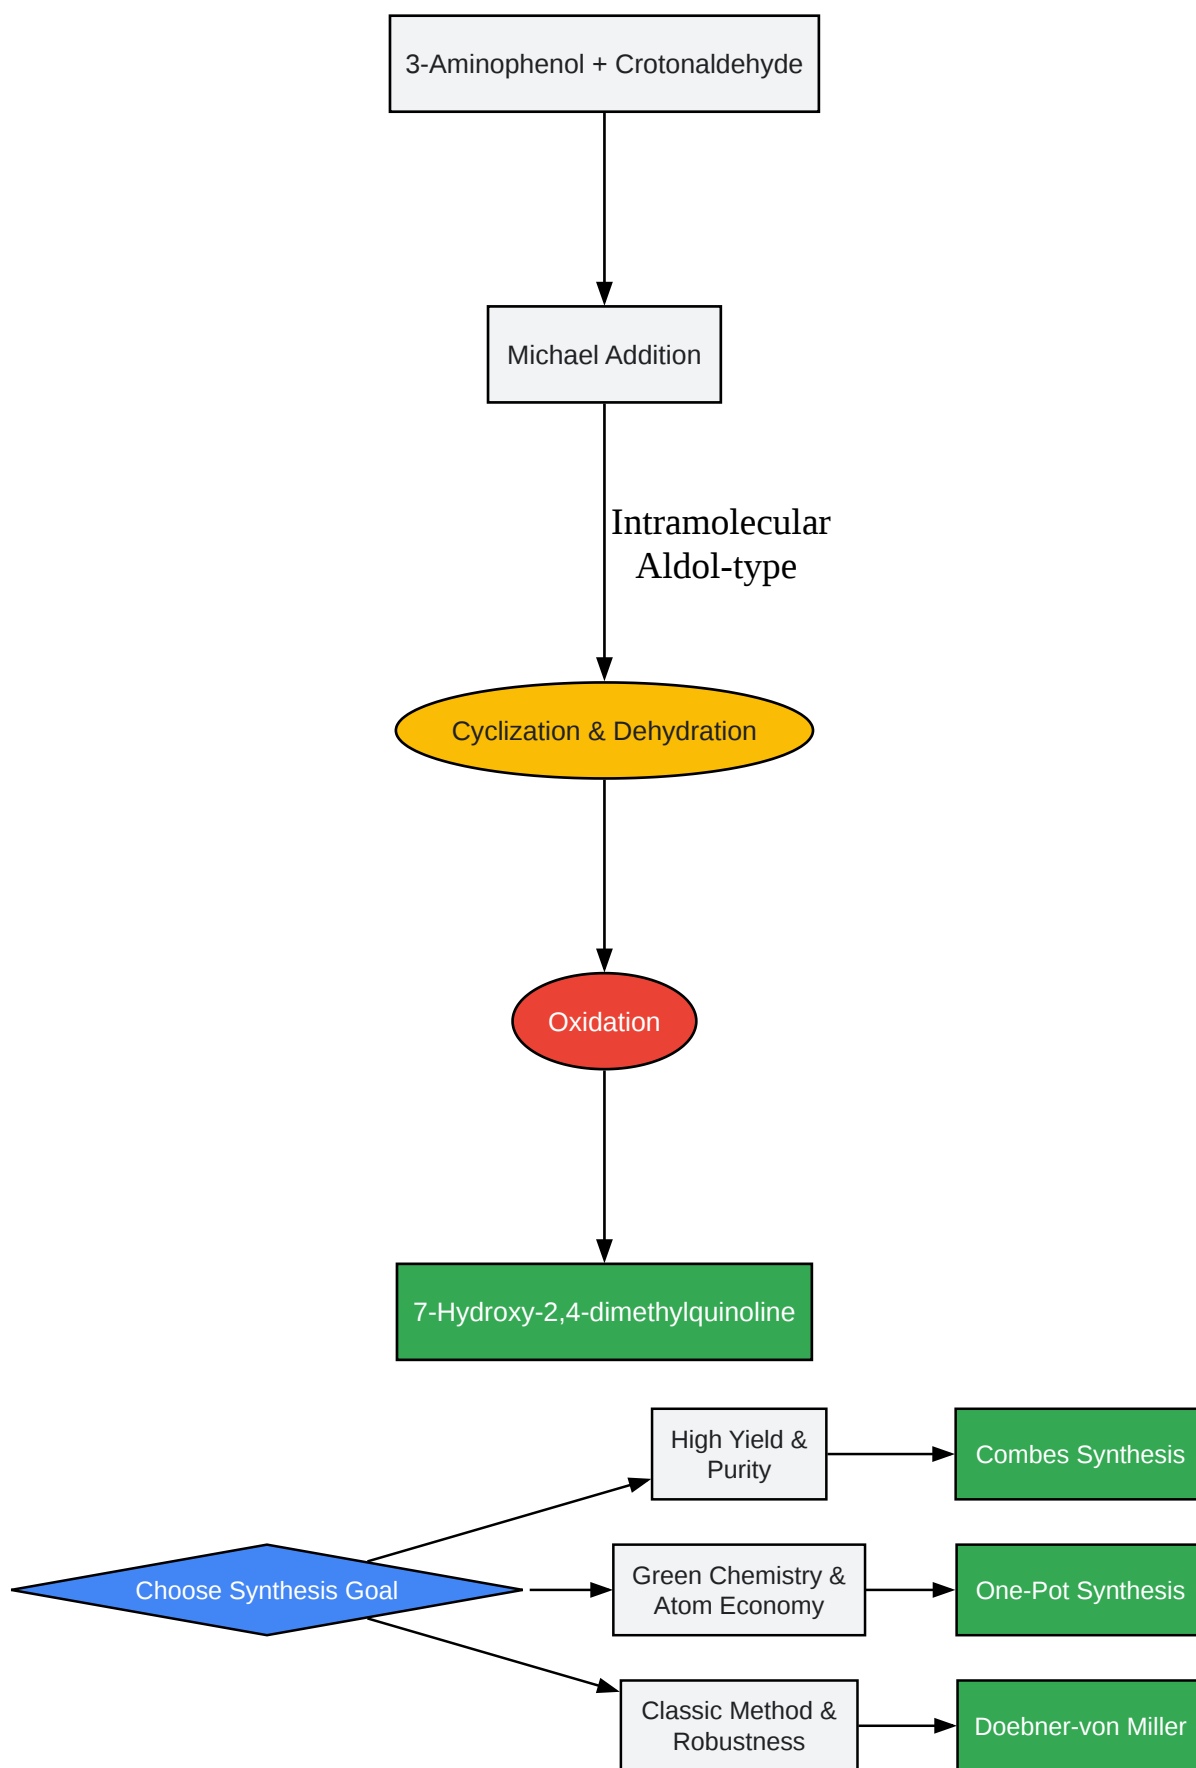 3-Aminophenol + Crotonaldehyde
Michael Addition
Intramolecular
Aldol-type
Cyclization & Dehydration
Oxidation
7-Hydroxy-2,4-dimethylquinoline
High Yield &
Purity
Combes Synthesis
Choose Synthesis Goal
Green Chemistry &
Atom Economy
One-Pot Synthesis
Classic Method &
Robustness
Doebner-von Miller